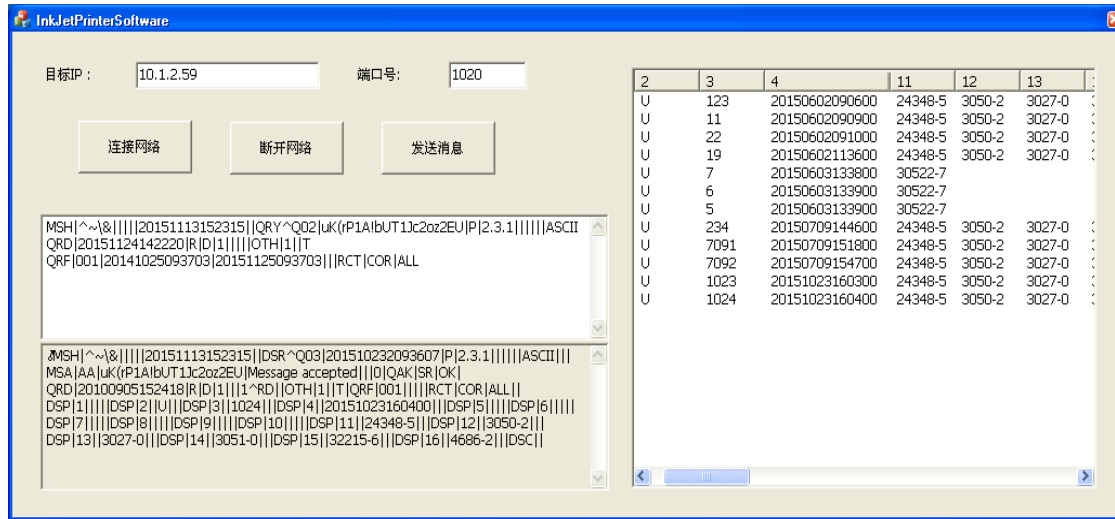 InkJetPrinterSoftware
目标IP： 10.1.2.59 端口号: 1020
连接网络 断开网络 发送消息
MSH|^~\&|||||20151113152315||QRY^Q02|uK(rP1A!bUT1Jc2oz2EU|P|2.3.1||||||ASCII
QRD|20151124142220|R|D|1|||||OTH|1||T
QRF|001|20141025093703|20151125093703|||RCT|COR|ALL
MSH|^~\&|||||20151113152315||DSR^Q03|201510232093607|P|2.3.1||||||ASCII|||
MSA|AA|uK(rP1A!bUT1Jc2oz2EU|Message accepted|||0|QAK|SR|OK|
QRD|20100905152418|R|D|1|||1^RD||OTH|1||T|QRF|001|||||RCT|COR|ALL||
DSP|1|||||DSP|2||U|||DSP|3||1024|||DSP|4||20151023160400|||DSP|5|||||DSP|6|||||
DSP|7|||||DSP|8|||||DSP|9|||||DSP|10|||||DSP|11||24348-5|||DSP|12||3050-2|||
DSP|13||3027-0|||DSP|14||3051-0|||DSP|15||32215-6|||DSP|16||4686-2|||DSC||
2 3 4 11 12 13
U 123 20150602090600 24348-5 3050-2 3027-0
U 11 20150602090900 24348-5 3050-2 3027-0
U 22 20150602091000 24348-5 3050-2 3027-0
U 19 20150602113600 24348-5 3050-2 3027-0
U 7 20150603133800 30522-7
U 6 20150603133900 30522-7
U 5 20150603133900 30522-7
U 234 20150709144600 24348-5 3050-2 3027-0
U 7091 20150709151800 24348-5 3050-2 3027-0
U 7092 20150709154700 24348-5 3050-2 3027-0
U 1023 20151023160300 24348-5 3050-2 3027-0
U 1024 20151023160400 24348-5 3050-2 3027-0